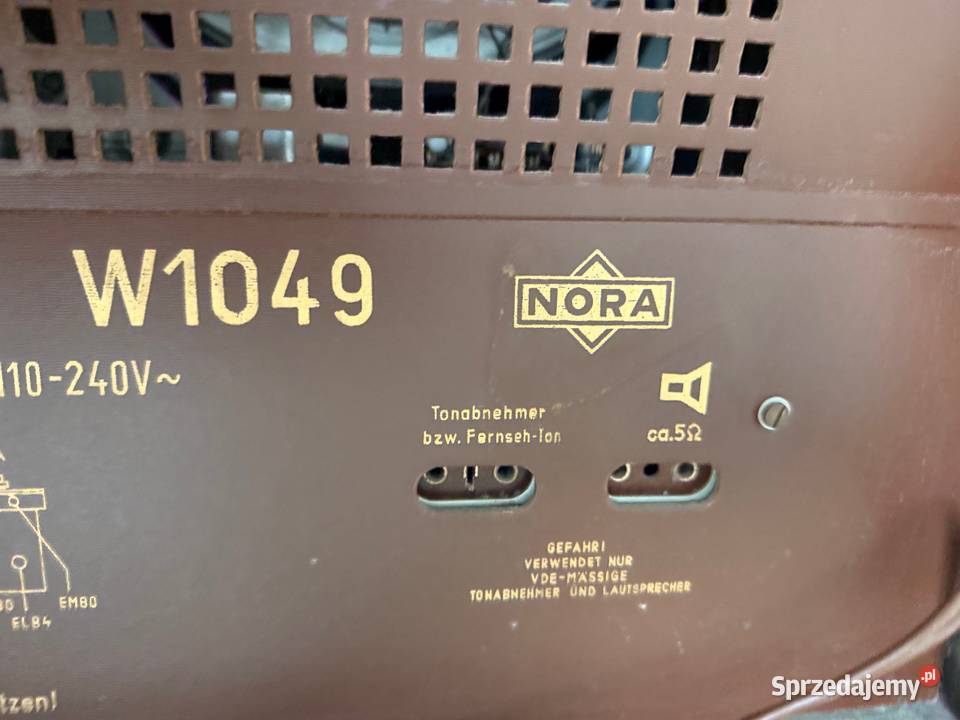 W1049
NORA
110-240V~
Tonabnehmer
bzw. Fernseh-Ton
ca.5Ω
GEFAHR!
VERWENDET NUR
VDE-MÄSSIGE
TONABNEHMER UND LAUTSPRECHER
EM80
EL84
tzen!
Sprzedajemy.pl